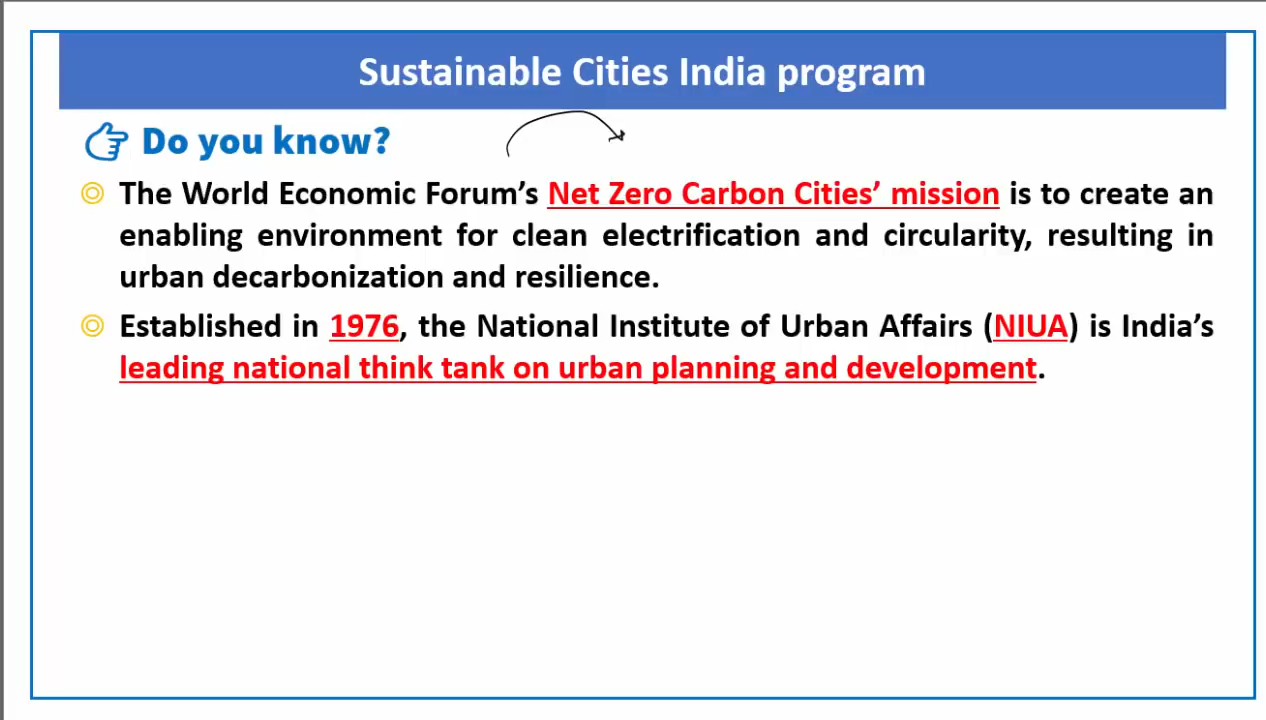 Sustainable Cities India program
Do you know?
The World Economic Forum’s Net Zero Carbon Cities’ mission is to create an
enabling environment for clean electrification and circularity, resulting in
urban decarbonization and resilience.
Established in 1976, the National Institute of Urban Affairs (NIUA) is India’s
leading national think tank on urban planning and development.